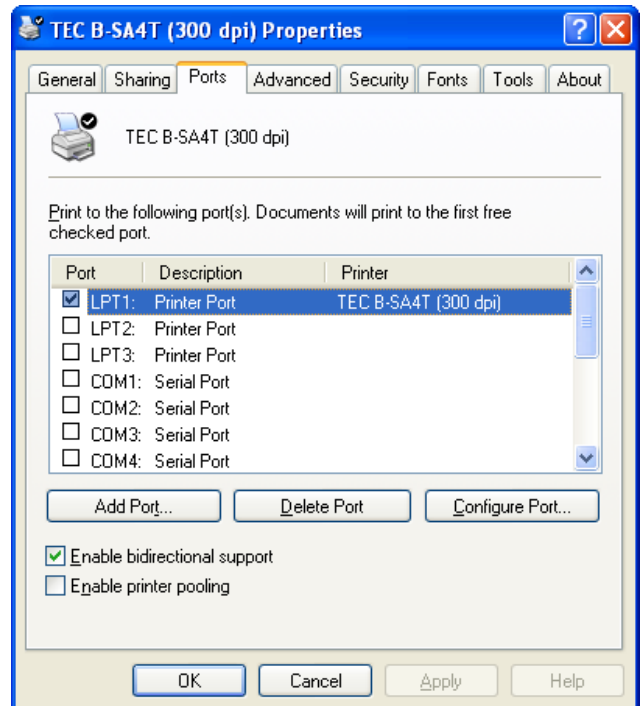 TEC B-SA4T (300 dpi) Properties
General Sharing Ports Advanced Security Fonts Tools About
TEC B-SA4T (300 dpi)
Print to the following port(s). Documents will print to the first free
checked port.
Port Description Printer
LPT1: Printer Port TEC B-SA4T (300 dpi)
LPT2: Printer Port
LPT3: Printer Port
COM1: Serial Port
COM2: Serial Port
COM3: Serial Port
COM4: Serial Port
Add Port... Delete Port Configure Port...
Enable bidirectional support
Enable printer pooling
OK Cancel Apply Help